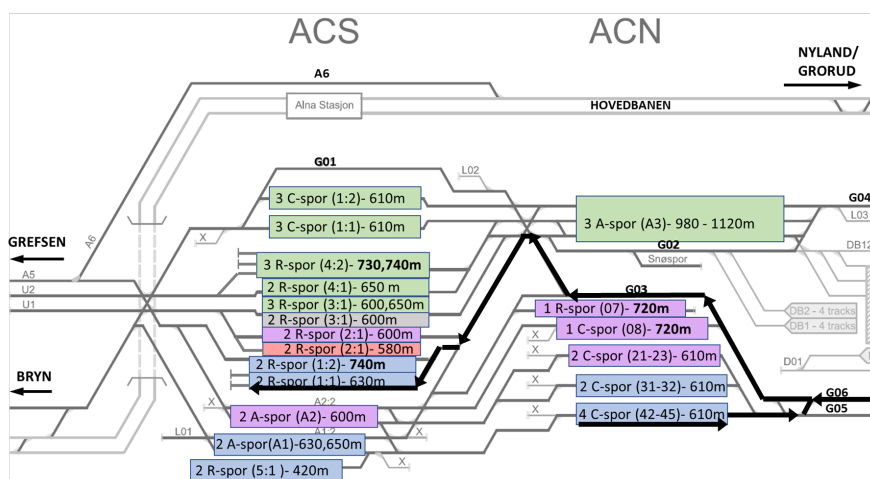 ACS ACN
NYLAND/
GRORUD
A6
Alna Stasjon
HOVEDBANEN
G01
L02
3 C-spor (1:2)- 610m
3 A-spor (A3) - 980 - 1120m
G04
L03
3 C-spor (1:1)- 610m
X
A6
GREFSEN
G02
DB12
3 R-spor (4:2)- 730,740m
Snøspor
A5
U2
2 R-spor (4:1)- 650 m
G03
U1
3 R-spor (3:1)- 600,650m
1 R-spor (07)- 720m
DB2 - 4 tracks
2 R-spor (3:1)- 600m
X
1 C-spor (08)- 720m
DB1 - 4 tracks
2 R-spor (2:1)- 600m
2 R-spor (2:1)- 580m
X
2 C-spor (21-23)- 610m
D01
2 R-spor (1:2)- 740m
BRYN
2 R-spor (1:1)- 630m
X
2 C-spor (31-32)- 610m
G06
X
A2:2
2 A-spor (A2)- 600m
X
4 C-spor (42-45)- 610m
G05
L01
A1:2
X
2 A-spor(A1)-630,650m
X
2 R-spor (5:1 )- 420m